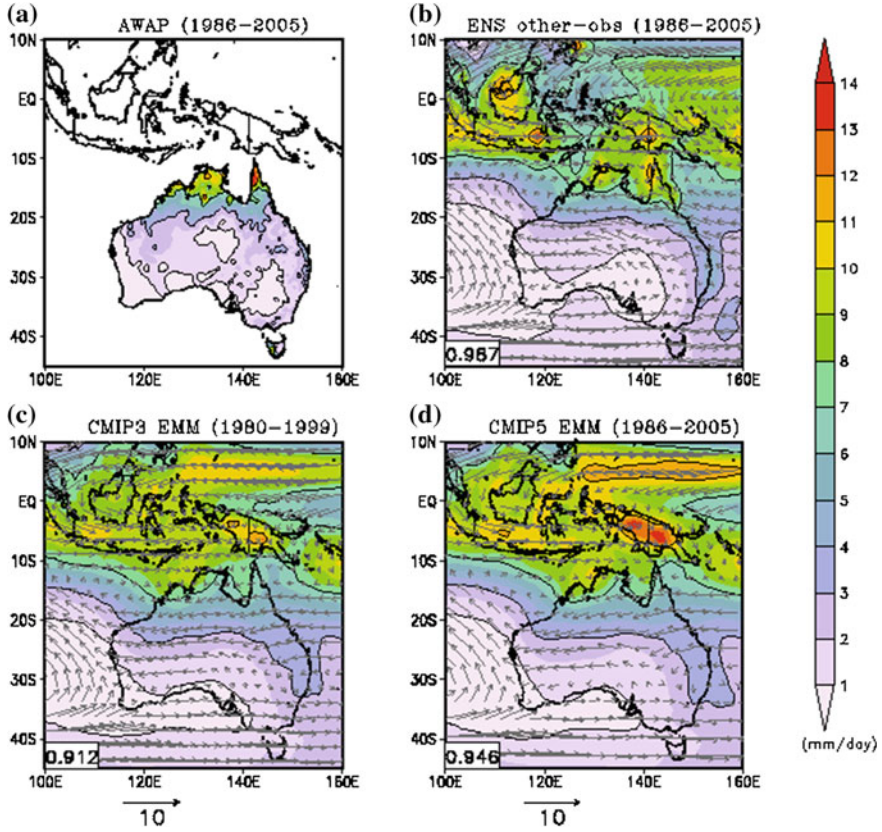 (a) AWAP (1986-2005)
10N
EQ
10S
20S
30S
40S
100E 120E 140E 160E
(b) ENS other-obs (1986-2005)
10N
EQ
10S
20S
30S
40S
0.987
100E 120E 140E 160E
(c) CMIP3 EMM (1980-1999)
10N
EQ
10S
20S
30S
40S
0.912
100E 120E 140E 160E
10
(d) CMIP5 EMM (1986-2005)
10N
EQ
10S
20S
30S
40S
0.946
100E 120E 140E 160E
10
14
13
12
11
10
9
8
7
6
5
4
3
2
1
(mm/day)